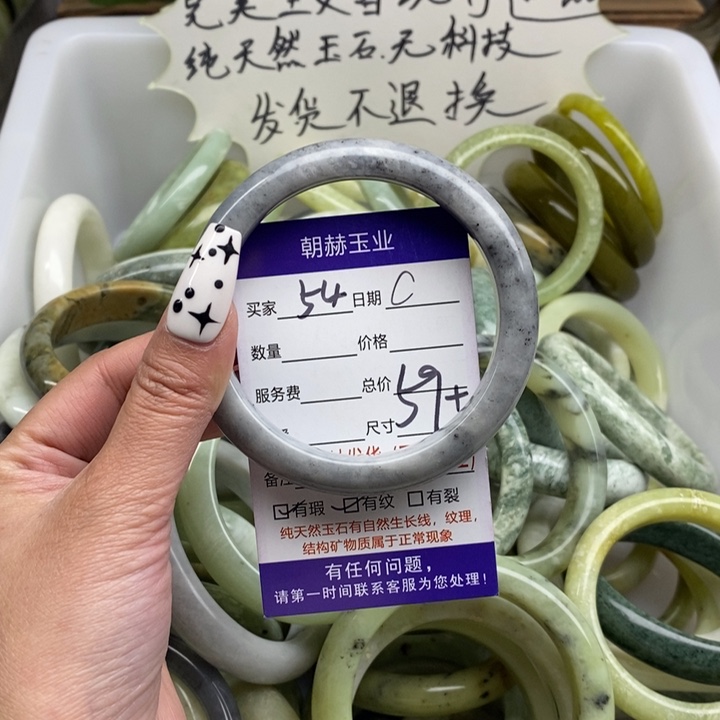 纯天然玉石.无科技
发货不退换
朝赫玉业
买家 54 日期 C
数量 价格
服务费 总价 59+
尺寸
备注
☑有瑕 ☑有纹 □有裂
纯天然玉石有自然生长线，纹理，
结构矿物质属于正常现象
有任何问题，
请第一时间联系客服为您处理!